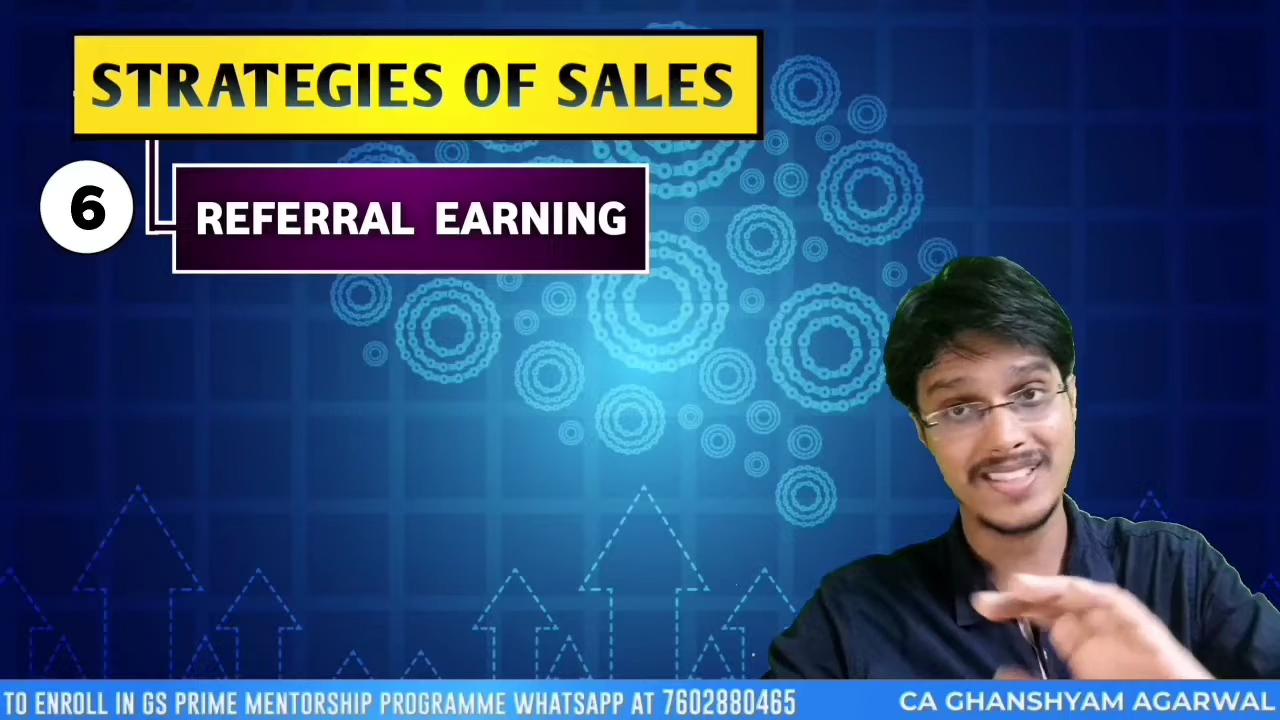 STRATEGIES OF SALES
6
REFERRAL EARNING
TO ENROLL IN GS PRIME MENTORSHIP PROGRAMME WHATSAPP AT 7602880465
CA GHANSHYAM AGARWAL